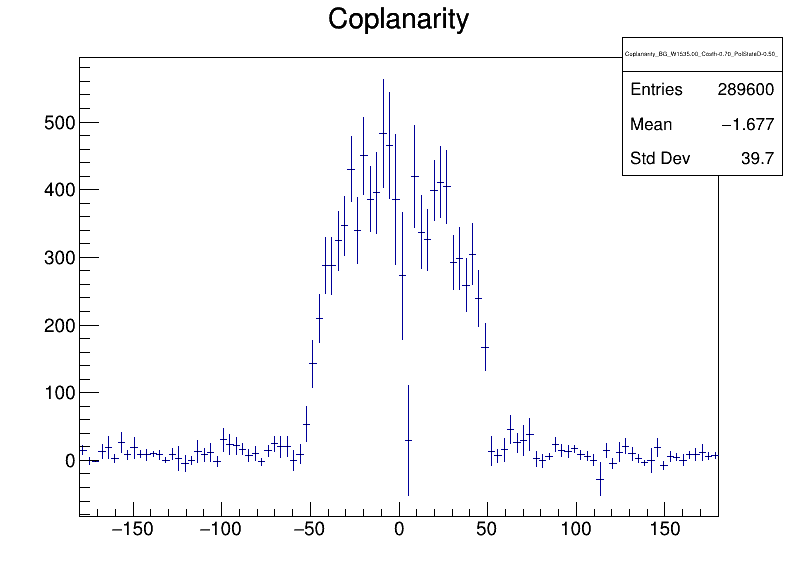 Coplanarity
Coplanarity_BG_W1535.00_Costh-0.70_PolStateD-0.50_
Entries 289600
Mean −1.677
Std Dev 39.7
500
400
300
200
100
0
−150 −100 −50 0 50 100 150